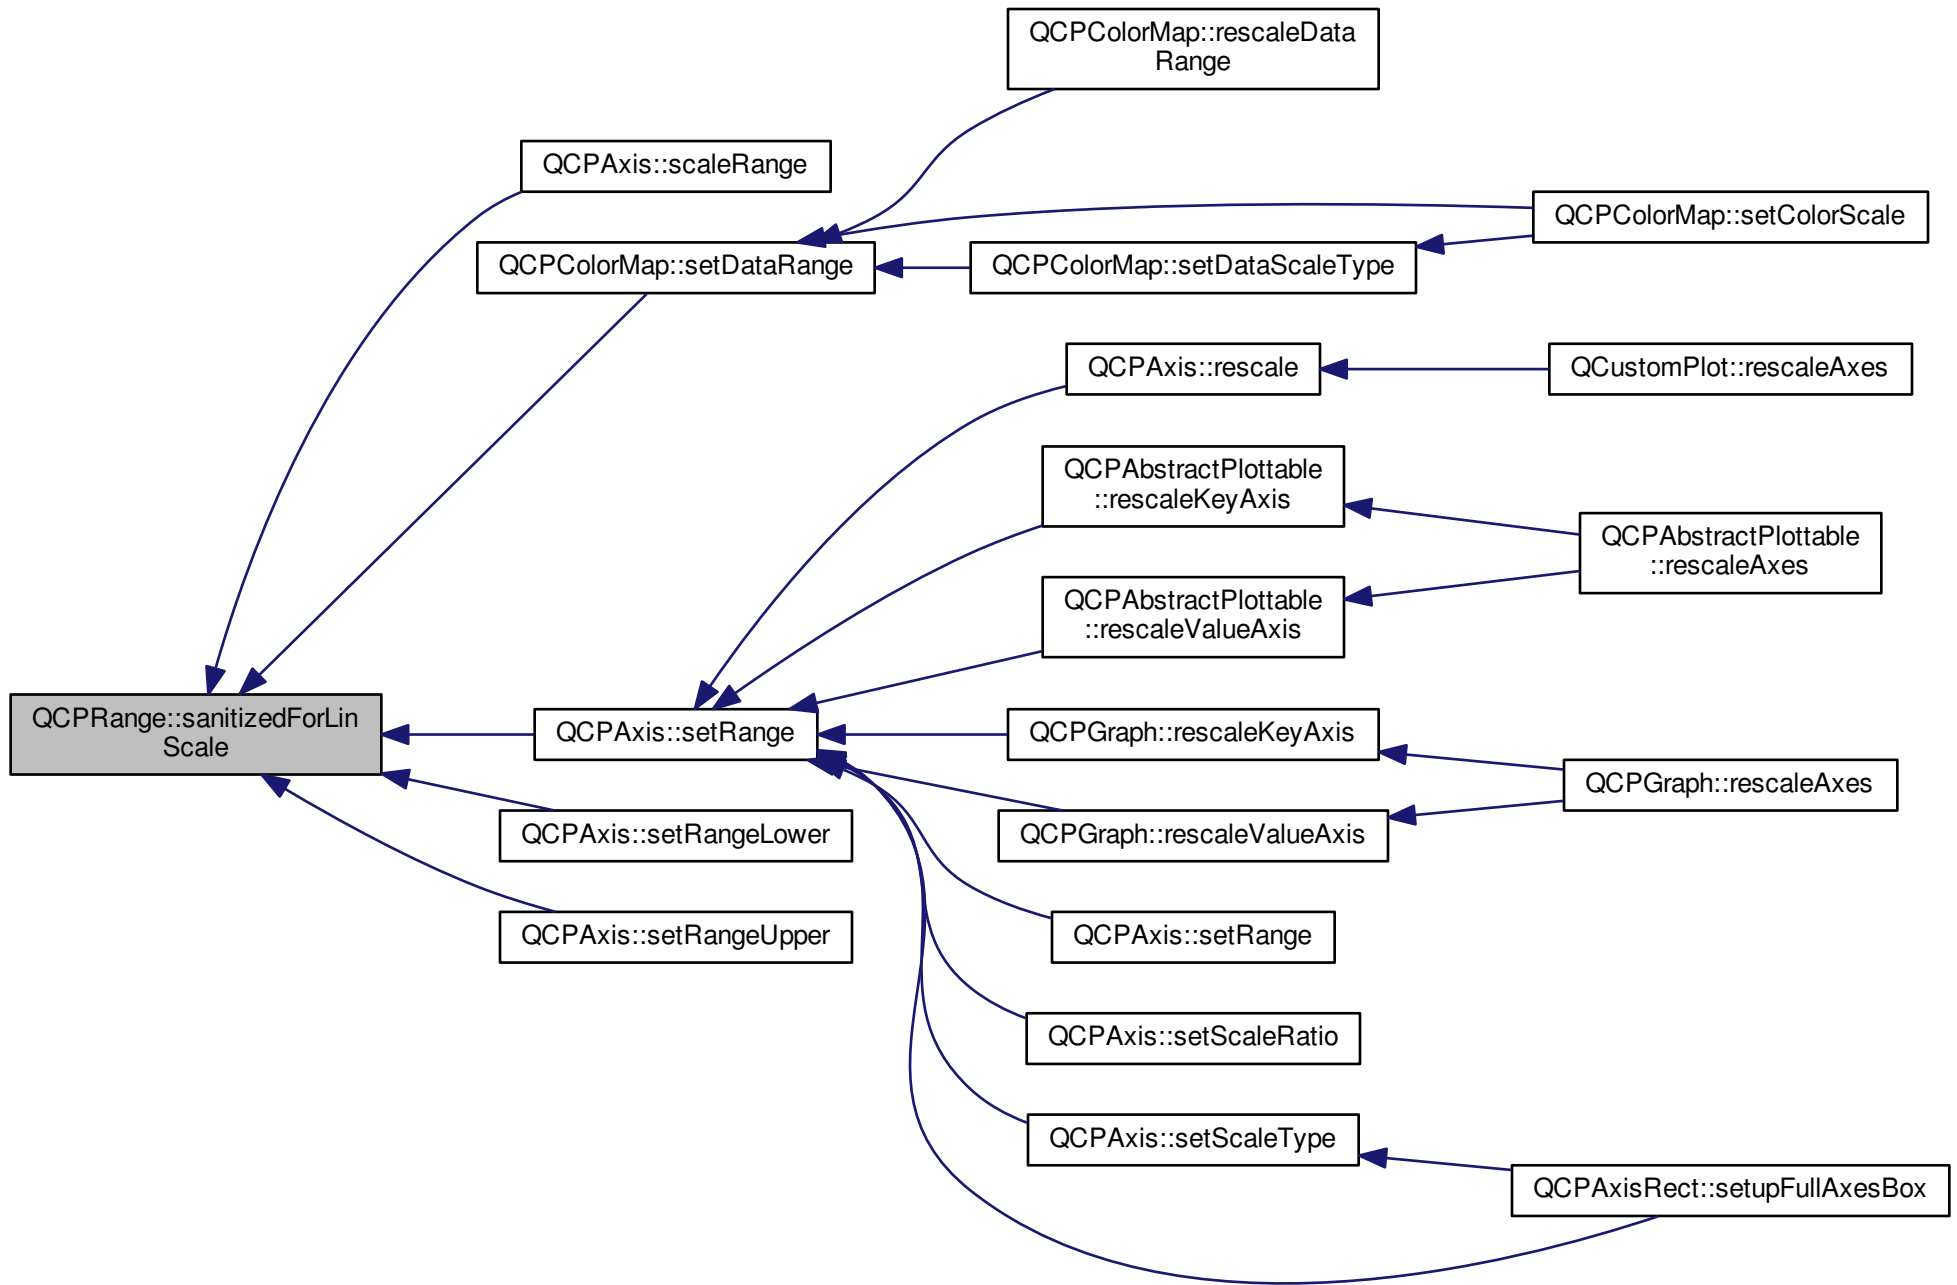 QCPColorMap::rescaleData
Range
QCPAxis::scaleRange
QCPColorMap::setColorScale
QCPColorMap::setDataRange
QCPColorMap::setDataScaleType
QCPAxis::rescale
QCustomPlot::rescaleAxes
QCPAbstractPlottable
::rescaleKeyAxis
QCPAbstractPlottable
::rescaleAxes
QCPAbstractPlottable
::rescaleValueAxis
QCPRange::sanitizedForLin
Scale
QCPAxis::setRange
QCPGraph::rescaleKeyAxis
QCPGraph::rescaleAxes
QCPAxis::setRangeLower
QCPGraph::rescaleValueAxis
QCPAxis::setRangeUpper
QCPAxis::setRange
QCPAxis::setScaleRatio
QCPAxis::setScaleType
QCPAxisRect::setupFullAxesBox